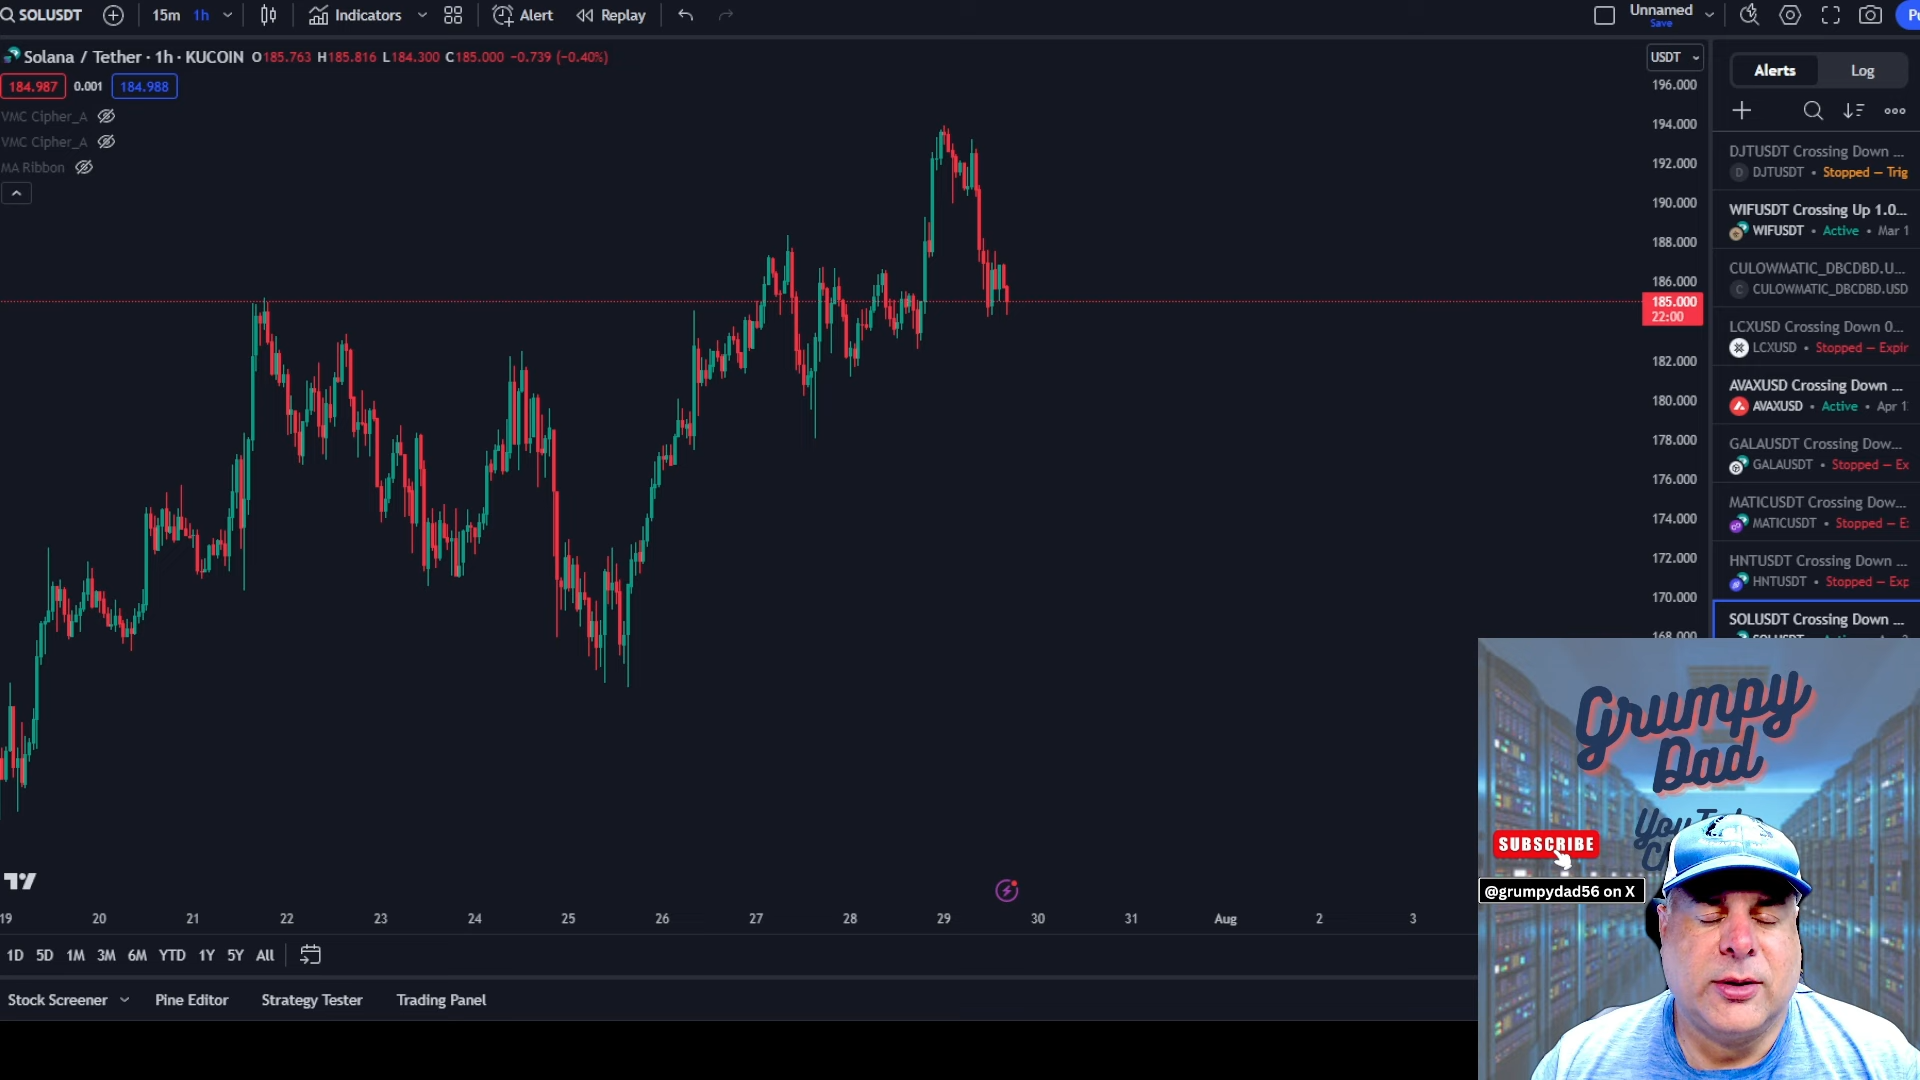 SOLUSDT 15m 1h Indicators Alert Replay Unnamed
Save
Solana / Tether · 1h · KUCOIN O185.763 H185.816 L184.300 C185.000 −0.739 (−0.40%)
USDT
184.987 0.001 184.988
VMC Cipher_A
VMC Cipher_A
MA Ribbon
196.000
194.000
192.000
190.000
188.000
186.000
185.000
22:00
182.000
180.000
178.000
176.000
174.000
172.000
170.000
168.000
Alerts Log
DJTUSDT Crossing Down ...
D DJTUSDT • Stopped — Trig
WIFUSDT Crossing Up 1.0...
WIFUSDT • Active • Mar 1
CULOWMATIC_DBCDBD.U...
C CULOWMATIC_DBCDBD.USD
LCXUSD Crossing Down 0...
LCXUSD • Stopped — Expir
AVAXUSD Crossing Down ...
AVAXUSD • Active • Apr 1
GALAUSDT Crossing Dow...
GALAUSDT • Stopped — Ex
MATICUSDT Crossing Dow...
MATICUSDT • Stopped — E
HNTUSDT Crossing Down ...
HNTUSDT • Stopped — Exp
SOLUSDT Crossing Down ...
19 20 21 22 23 24 25 26 27 28 29 30 31 Aug 2 3
1D 5D 1M 3M 6M YTD 1Y 5Y All
Stock Screener Pine Editor Strategy Tester Trading Panel
Grumpy
Dad
SUBSCRIBE
@grumpydad56 on X